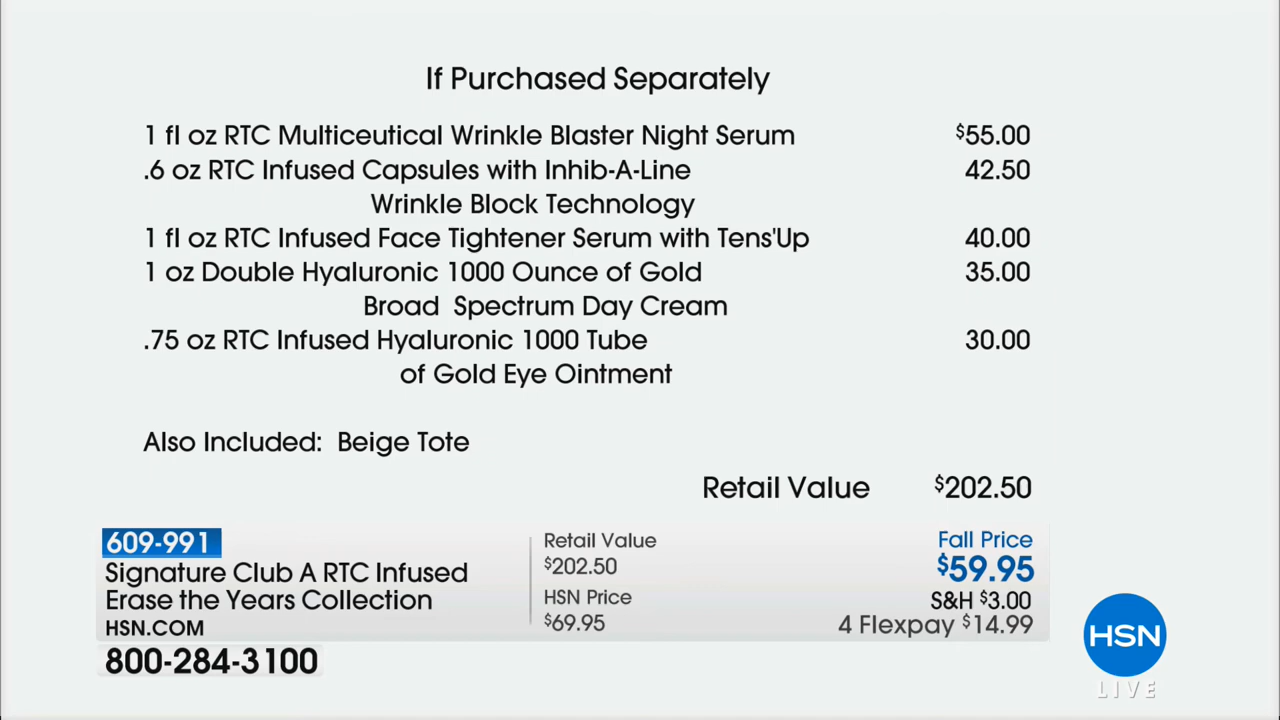 If Purchased Separately
1 fl oz RTC Multiceutical Wrinkle Blaster Night Serum $55.00
.6 oz RTC Infused Capsules with Inhib-A-Line 42.50
Wrinkle Block Technology
1 fl oz RTC Infused Face Tightener Serum with Tens'Up 40.00
1 oz Double Hyaluronic 1000 Ounce of Gold 35.00
Broad Spectrum Day Cream
.75 oz RTC Infused Hyaluronic 1000 Tube 30.00
of Gold Eye Ointment
Also Included: Beige Tote
Retail Value $202.50
609-991
Signature Club A RTC Infused
Erase the Years Collection
HSN.COM
800-284-3100
Retail Value
$202.50
HSN Price
$69.95
Fall Price
$59.95
S&H $3.00
4 Flexpay $14.99
HSN
LIVE